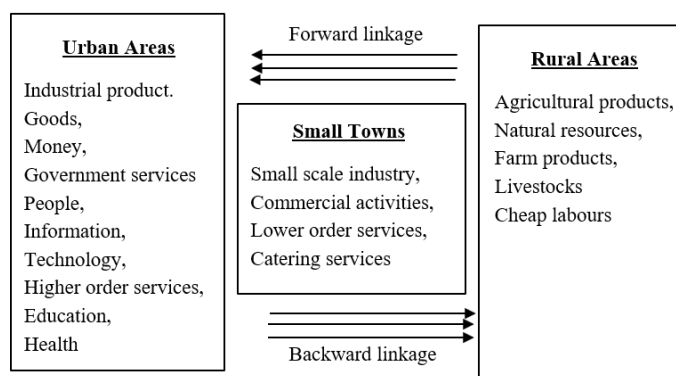 Urban Areas
Industrial product.
Goods,
Money,
Government services
People,
Information,
Technology,
Higher order services,
Education,
Health
Forward linkage
Small Towns
Small scale industry,
Commercial activities,
Lower order services,
Catering services
Backward linkage
Rural Areas
Agricultural products,
Natural resources,
Farm products,
Livestocks
Cheap labours